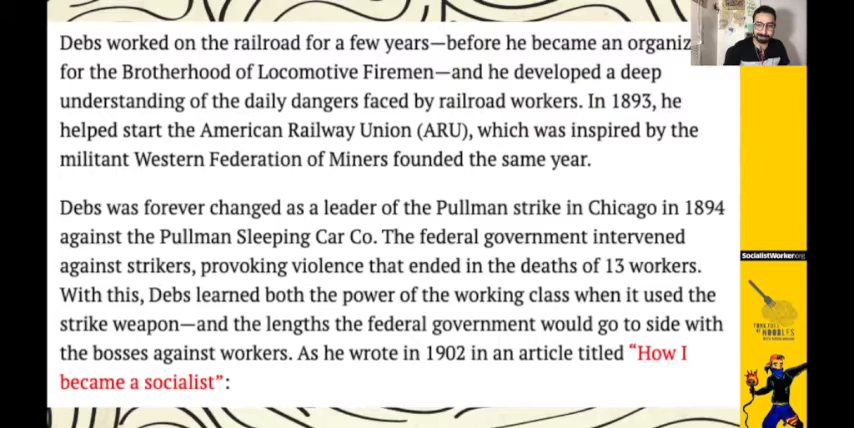 Debs worked on the railroad for a few years—before he became an organiz
for the Brotherhood of Locomotive Firemen—and he developed a deep
understanding of the daily dangers faced by railroad workers. In 1893, he
helped start the American Railway Union (ARU), which was inspired by the
militant Western Federation of Miners founded the same year.
Debs was forever changed as a leader of the Pullman strike in Chicago in 1894
against the Pullman Sleeping Car Co. The federal government intervened
against strikers, provoking violence that ended in the deaths of 13 workers.
With this, Debs learned both the power of the working class when it used the
strike weapon—and the lengths the federal government would go to side with
the bosses against workers. As he wrote in 1902 in an article titled “How I
became a socialist”:
SocialistWorker.org
NOODLES